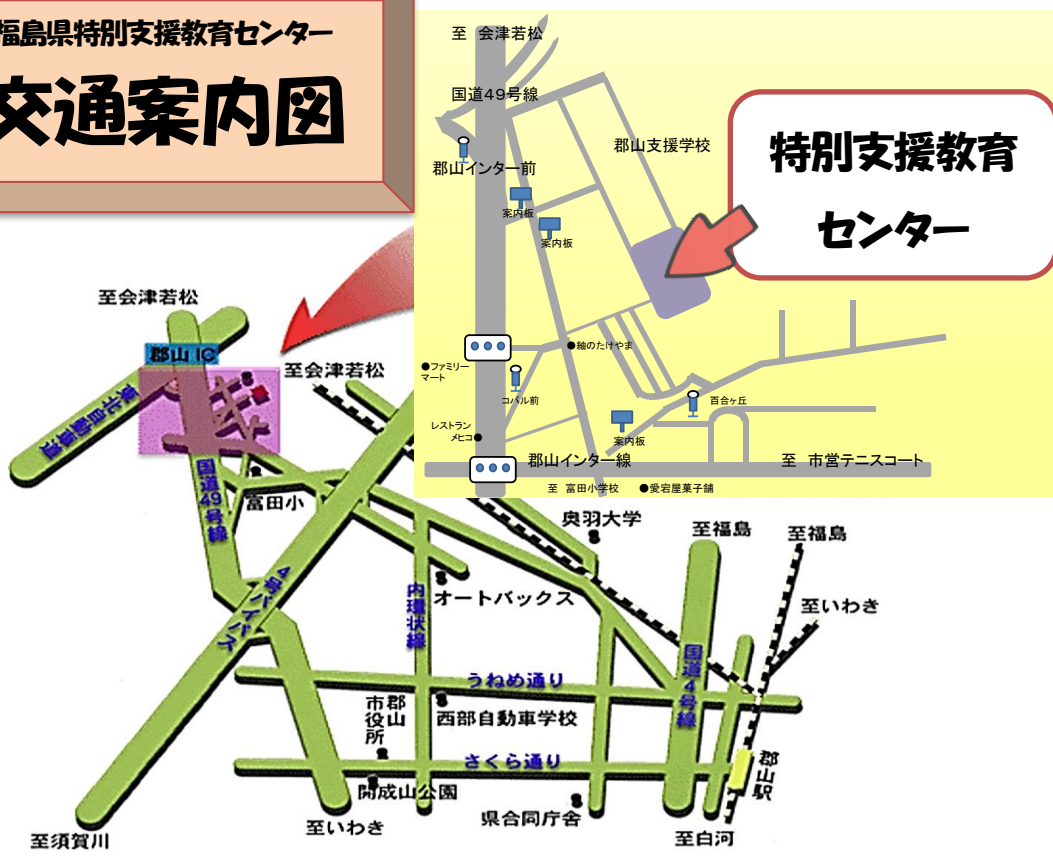 福島県特別支援教育センター
交通案内図
至 会津若松
国道49号線
郡山支援学校
郡山インター前
案内板
案内板
特別支援教育
センター
●紬のたけやま
●ファミリー
マート
コパル前
百合ヶ丘
レストラン
メヒコ●
案内板
郡山インター線
至 市営テニスコート
至 富田小学校
●愛宕屋菓子舗
至会津若松
郡山 IC
至会津若松
東北自動車道
国道49号線
富田小
奥羽大学
至福島
至福島
4号バイパス
内環状線
オートバックス
至いわき
国道4号線
うねめ通り
郡山
市役所
西部自動車学校
さくら通り
郡山駅
開成山公園
県合同庁舎
至いわき
至須賀川
至白河